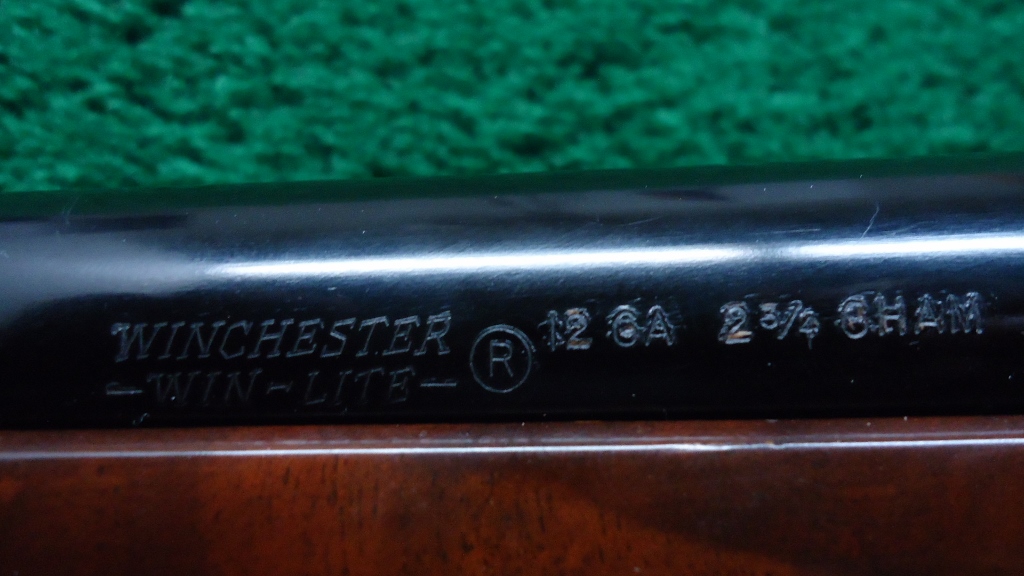 WINCHESTER ® 12 GA 2 3/4 CHAM
-WIN-LITE-